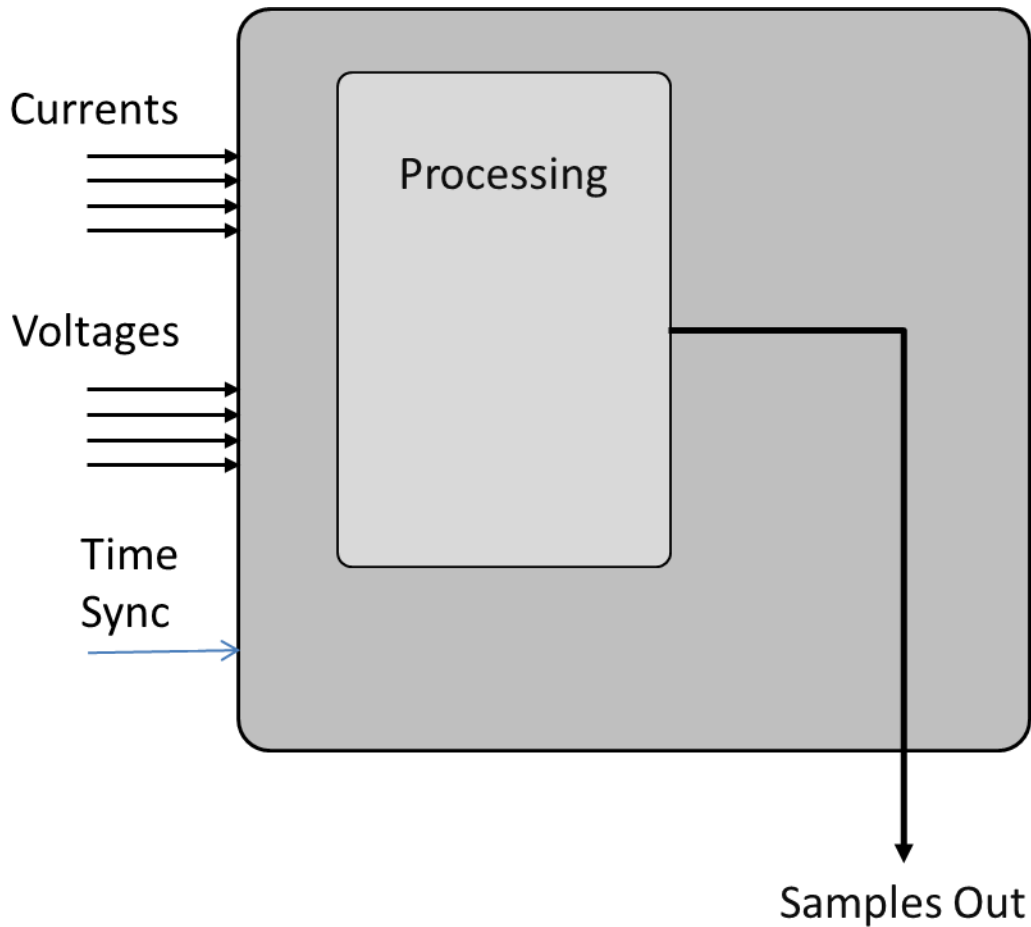 Currents
Processing
Voltages
Time
Sync
Samples Out